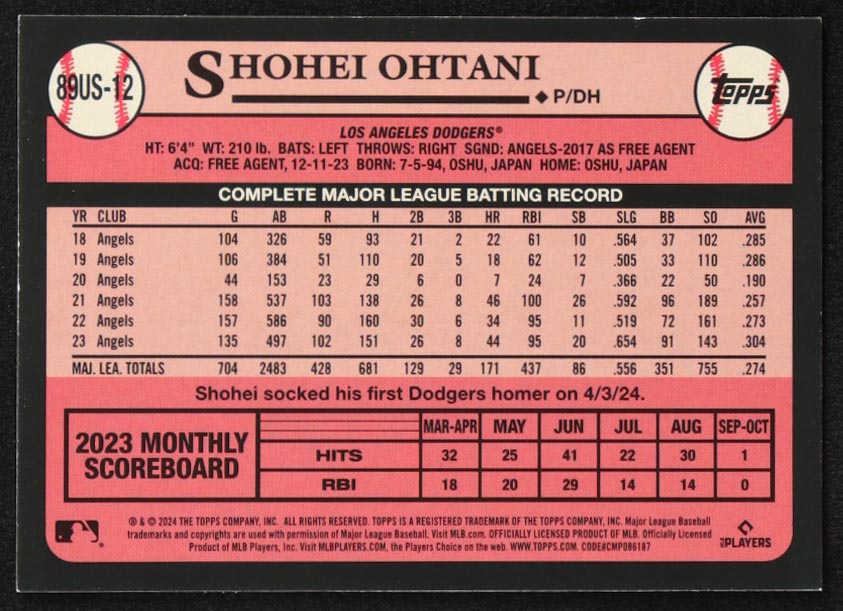 89US-12
SHOHEI OHTANI
◆ P/DH
Topps
LOS ANGELES DODGERS®
HT: 6'4" WT: 210 lb. BATS: LEFT THROWS: RIGHT SGND: ANGELS-2017 AS FREE AGENT
ACQ: FREE AGENT, 12-11-23 BORN: 7-5-94, OSHU, JAPAN HOME: OSHU, JAPAN
COMPLETE MAJOR LEAGUE BATTING RECORD
YR CLUB G AB R H 2B 3B HR RBI SB SLG BB SO AVG
18 Angels 104 326 59 93 21 2 22 61 10 .564 37 102 .285
19 Angels 106 384 51 110 20 5 18 62 12 .505 33 110 .286
20 Angels 44 153 23 29 6 0 7 24 7 .366 22 50 .190
21 Angels 158 537 103 138 26 8 46 100 26 .592 96 189 .257
22 Angels 157 586 90 160 30 6 34 95 11 .519 72 161 .273
23 Angels 135 497 102 151 26 8 44 95 20 .654 91 143 .304
MAJ. LEA. TOTALS 704 2483 428 681 129 29 171 437 86 .556 351 755 .274
Shohei socked his first Dodgers homer on 4/3/24.
2023 MONTHLY
SCOREBOARD
MAR-APR MAY JUN JUL AUG SEP-OCT
HITS 32 25 41 22 30 1
RBI 18 20 29 14 14 0
® & © 2024 THE TOPPS COMPANY, INC. ALL RIGHTS RESERVED. TOPPS IS A REGISTERED TRADEMARK OF THE TOPPS COMPANY, INC. Major League Baseball
trademarks and copyrights are used with permission of Major League Baseball. Visit MLB.com. OFFICIALLY LICENSED PRODUCT OF MLB. Officially Licensed
Product of MLB Players, Inc. Visit MLBPLAYERS.COM, the Players Choice on the web. WWW.TOPPS.COM. CODE#CMP086187
MLB PLAYERS